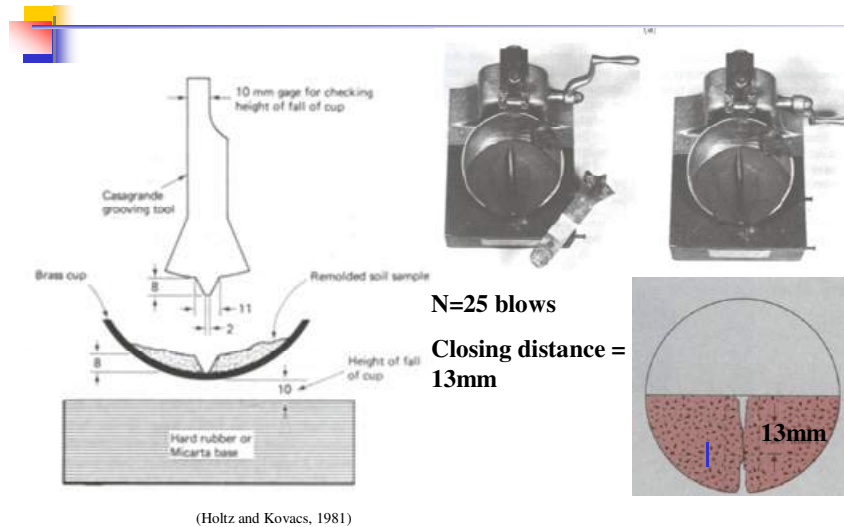 10 mm gage for checking
height of fall of cup
Casagrande
grooving tool
Brass cup
8
Remolded soil sample
11
2
8
Height of fall
of cup
10
Hard rubber or
Micarta base
(Holtz and Kovacs, 1981)
N=25 blows
Closing distance =
13mm
13mm